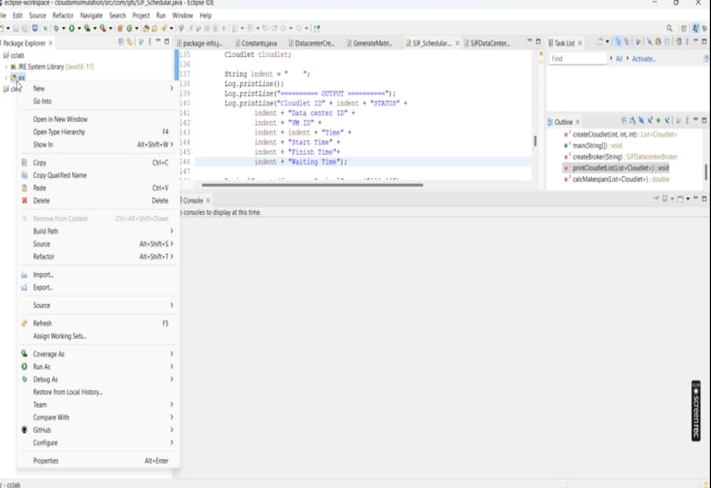 eclipse-workspace - cloudsimsimulation/src/com/sjfs/SJF_Schedular.java - Eclipse IDE
File Edit Source Refactor Navigate Search Project Run Window Help
Package Explorer
package-info.j...
Constants.java
DatacenterCre...
GenerateMatri...
SJF_Schedular...
SJFDataCenter...
Task List
cclab
JRE System Library [JavaSE-17]
src
135 Cloudlet cloudlet;
136
137 String indent = "    ";
138 Log.printLine();
139 Log.printLine("========== OUTPUT ==========");
140 Log.printLine("Cloudlet ID" + indent + "STATUS" +
141 indent + "Data center ID" +
142 indent + "VM ID" +
143 indent + indent + "Time" +
144 indent + "Start Time" +
145 indent + "Finish Time"+
146 indent + "Waiting Time");
147
Find
All
Activate...
Outline
createCloudlet(int, int, int) : List<Cloudlet>
main(String[]) : void
createBroker(String) : SJFDatacenterBroker
printCloudletList(List<Cloudlet>) : void
calcMakespan(List<Cloudlet>) : double
Console
consoles to display at this time.
New
Go Into
Open in New Window
Open Type Hierarchy F4
Show In Alt+Shift+W
Copy Ctrl+C
Copy Qualified Name
Paste Ctrl+V
Delete Delete
Remove from Context Ctrl+Alt+Shift+Down
Build Path
Source Alt+Shift+S
Refactor Alt+Shift+T
Import...
Export...
Source
Refresh F5
Assign Working Sets...
Coverage As
Run As
Debug As
Restore from Local History...
Team
Compare With
GitHub
Configure
Properties Alt+Enter
screenrec
src - cclab